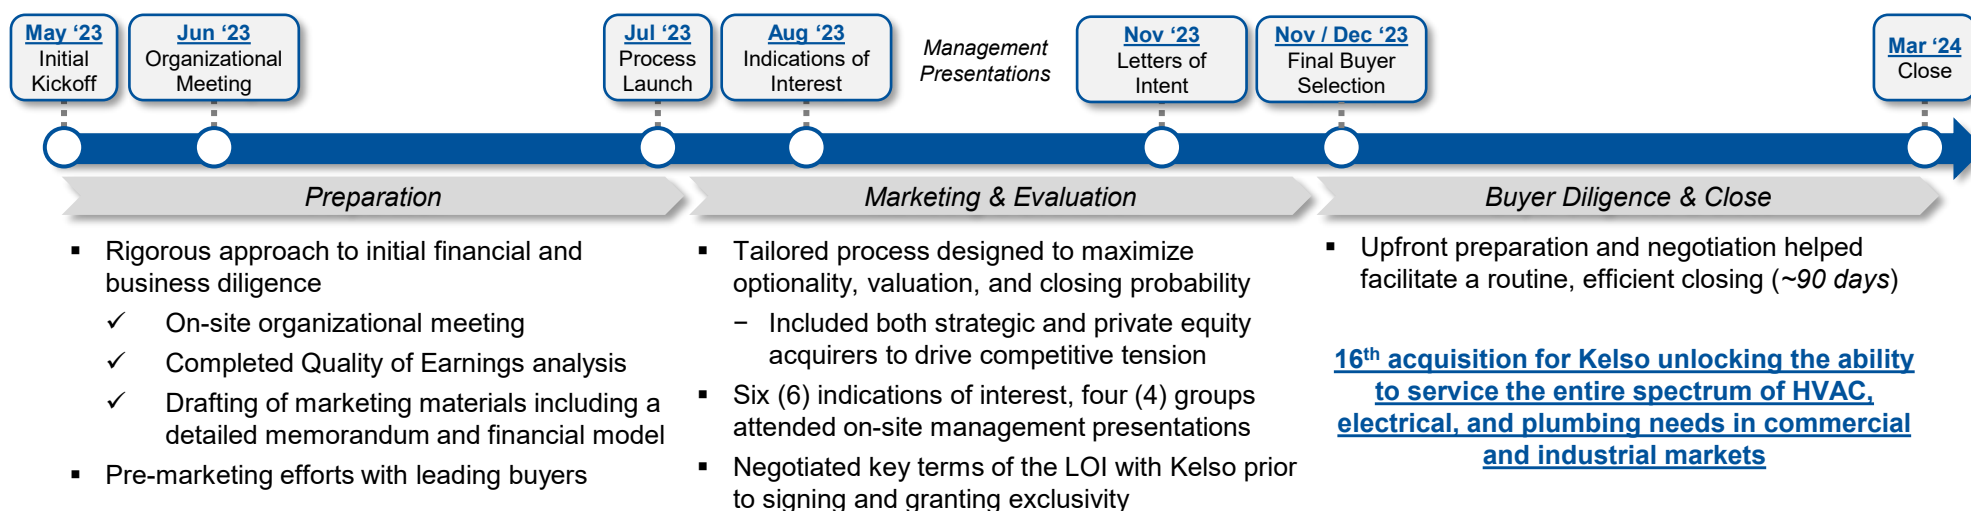 May ‘23
Initial
Kickoff
Jun ‘23
Organizational
Meeting
Jul ‘23
Process
Launch
Aug ‘23
Indications of
Interest
Management
Presentations
Nov ‘23
Letters of
Intent
Nov / Dec ‘23
Final Buyer
Selection
Mar ‘24
Close
Preparation
Marketing & Evaluation
Buyer Diligence & Close
▪ Rigorous approach to initial financial and
business diligence
✓ On-site organizational meeting
✓ Completed Quality of Earnings analysis
✓ Drafting of marketing materials including a
detailed memorandum and financial model
▪ Pre-marketing efforts with leading buyers
▪ Tailored process designed to maximize
optionality, valuation, and closing probability
− Included both strategic and private equity
acquirers to drive competitive tension
▪ Six (6) indications of interest, four (4) groups
attended on-site management presentations
▪ Negotiated key terms of the LOI with Kelso prior
to signing and granting exclusivity
▪ Upfront preparation and negotiation helped
facilitate a routine, efficient closing (~90 days)
16th acquisition for Kelso unlocking the ability
to service the entire spectrum of HVAC,
electrical, and plumbing needs in commercial
and industrial markets